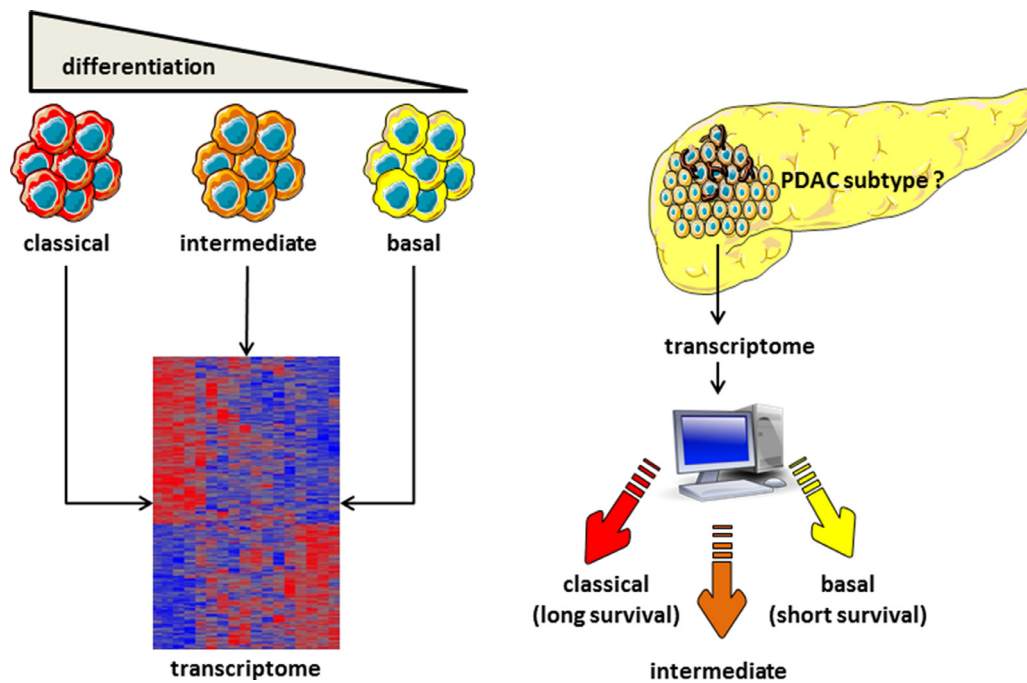 differentiation
classical
intermediate
basal
transcriptome
PDAC subtype ?
transcriptome
classical
(long survival)
basal
(short survival)
intermediate